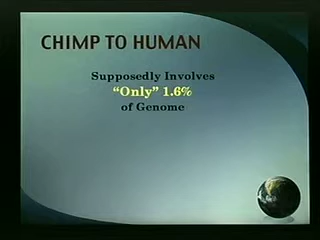 CHIMP TO HUMAN
Supposedly Involves
“Only” 1.6%
of Genome